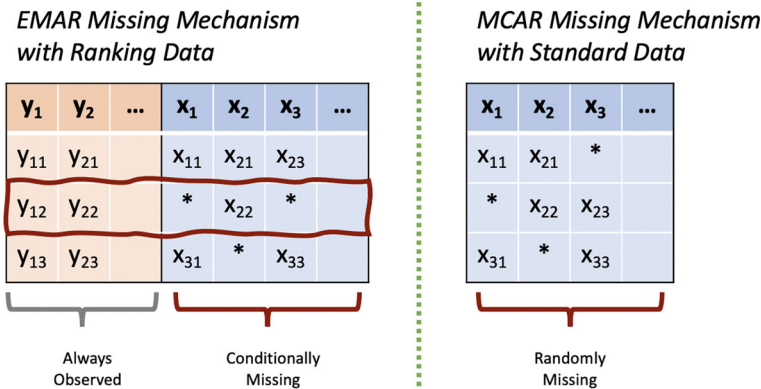 EMAR Missing Mechanism
with Ranking Data
y1 y2 ... x1 x2 x3 ...
y11 y21 x11 x21 x23
y12 y22 * x22 *
y13 y23 x31 * x33
Always
Observed
Conditionally
Missing
MCAR Missing Mechanism
with Standard Data
x1 x2 x3 ...
x11 x21 *
* x22 x23
x31 * x33
Randomly
Missing